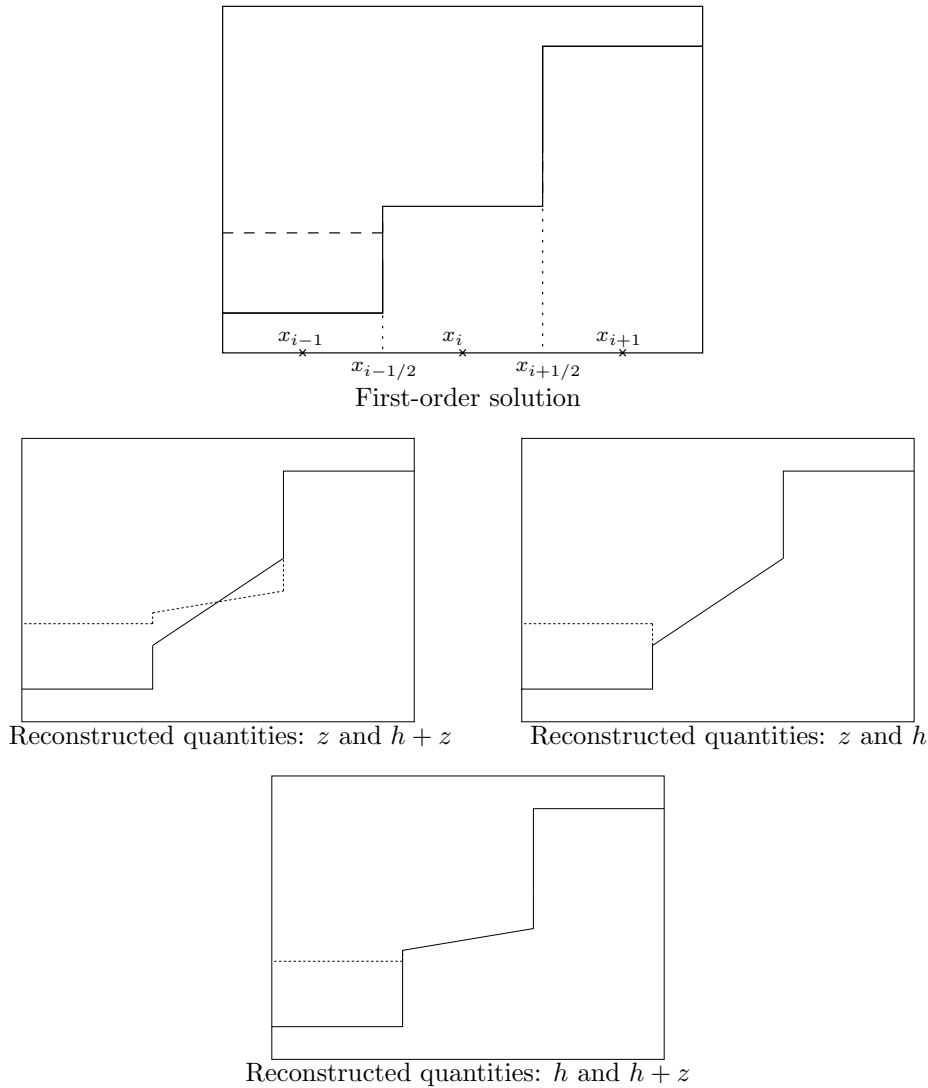 x_{i−1} x_i x_{i+1}
x_{i−1/2} x_{i+1/2}
First-order solution
Reconstructed quantities: z and h + z
Reconstructed quantities: z and h
Reconstructed quantities: h and h + z